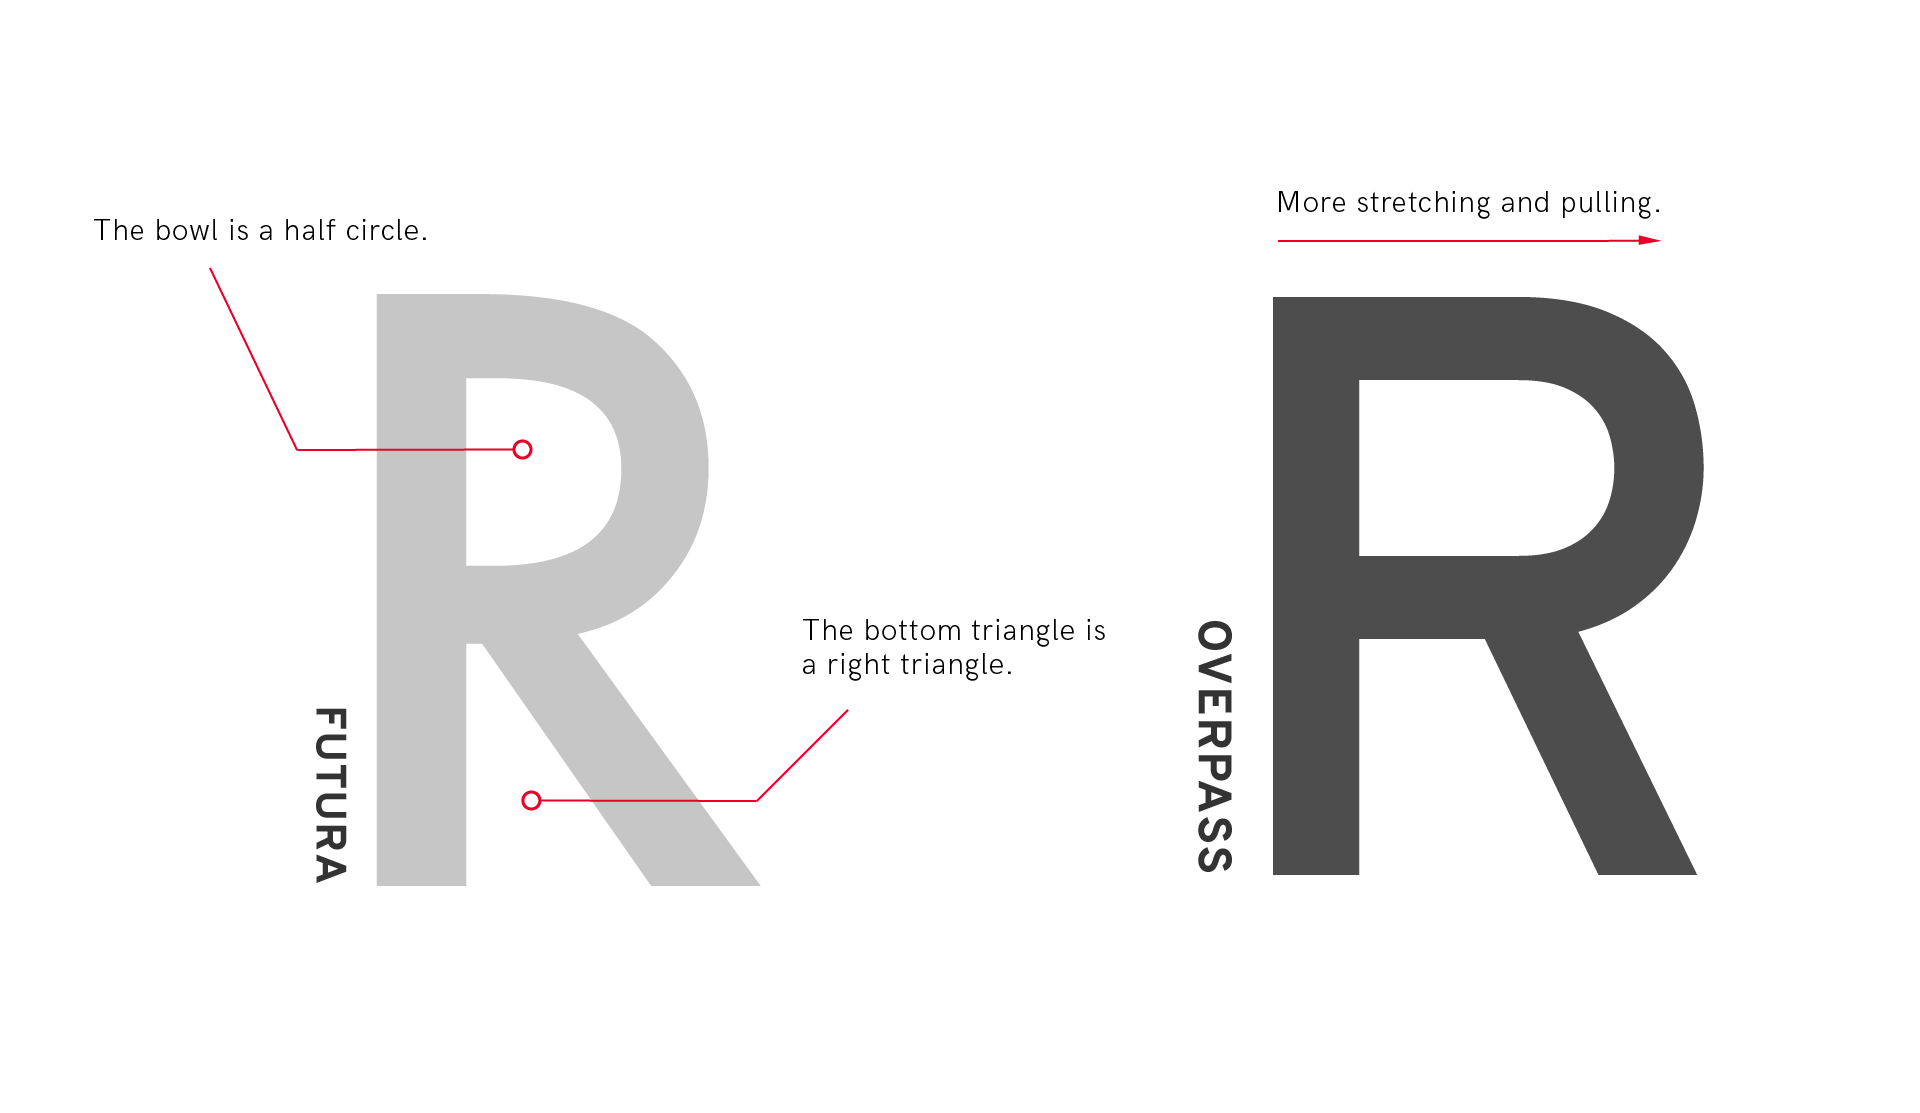 The bowl is a half circle.
R
FUTURA
The bottom triangle is
a right triangle.
More stretching and pulling.
R
OVERPASS